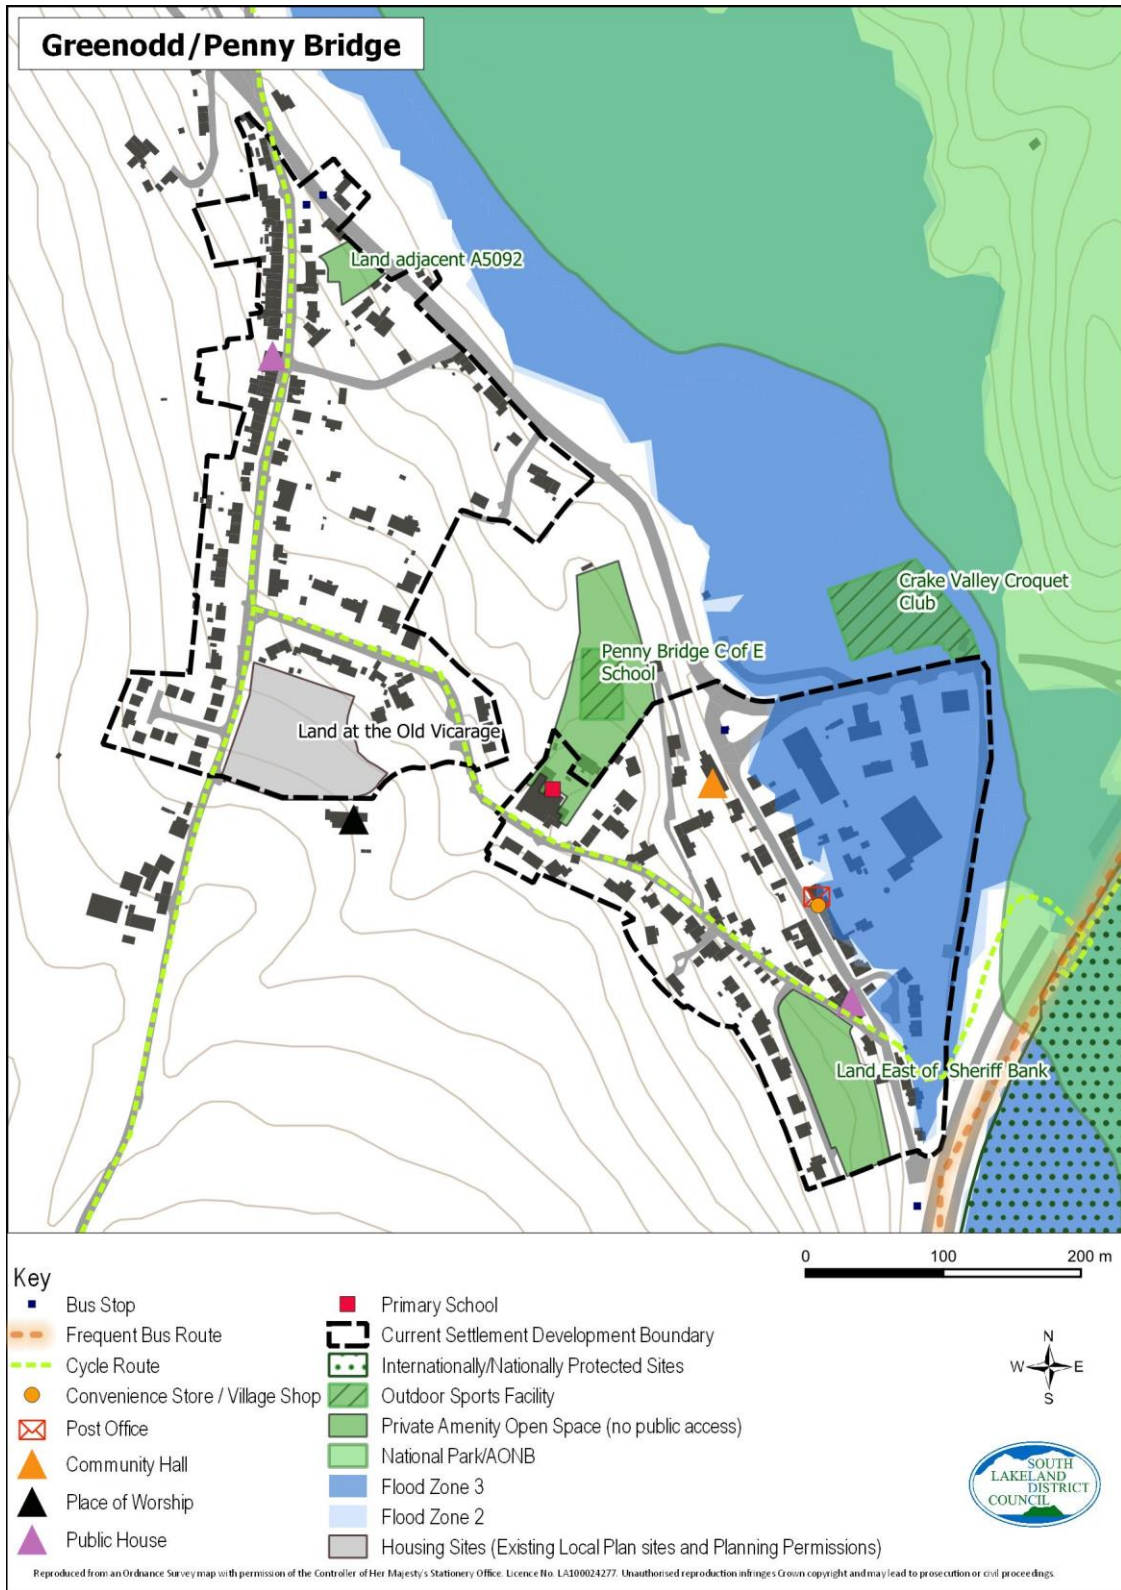 Greenodd/Penny Bridge
Land adjacent A5092
Crake Valley Croquet
Club
Penny Bridge C of E
School
Land at the Old Vicarage
Land East of Sheriff Bank
0 100 200 m
Key
Bus Stop
Frequent Bus Route
Cycle Route
Convenience Store / Village Shop
Post Office
Community Hall
Place of Worship
Public House
Primary School
Current Settlement Development Boundary
Internationally/Nationally Protected Sites
Outdoor Sports Facility
Private Amenity Open Space (no public access)
National Park/AONB
Flood Zone 3
Flood Zone 2
Housing Sites (Existing Local Plan sites and Planning Permissions)
N
W E
S
SOUTH
LAKELAND
DISTRICT
COUNCIL
Reproduced from an Ordnance Survey map with permission of the Controller of Her Majesty's Stationery Office. Licence No. LA100024277. Unauthorised reproduction infringes Crown copyright and may lead to prosecution or civil proceedings.